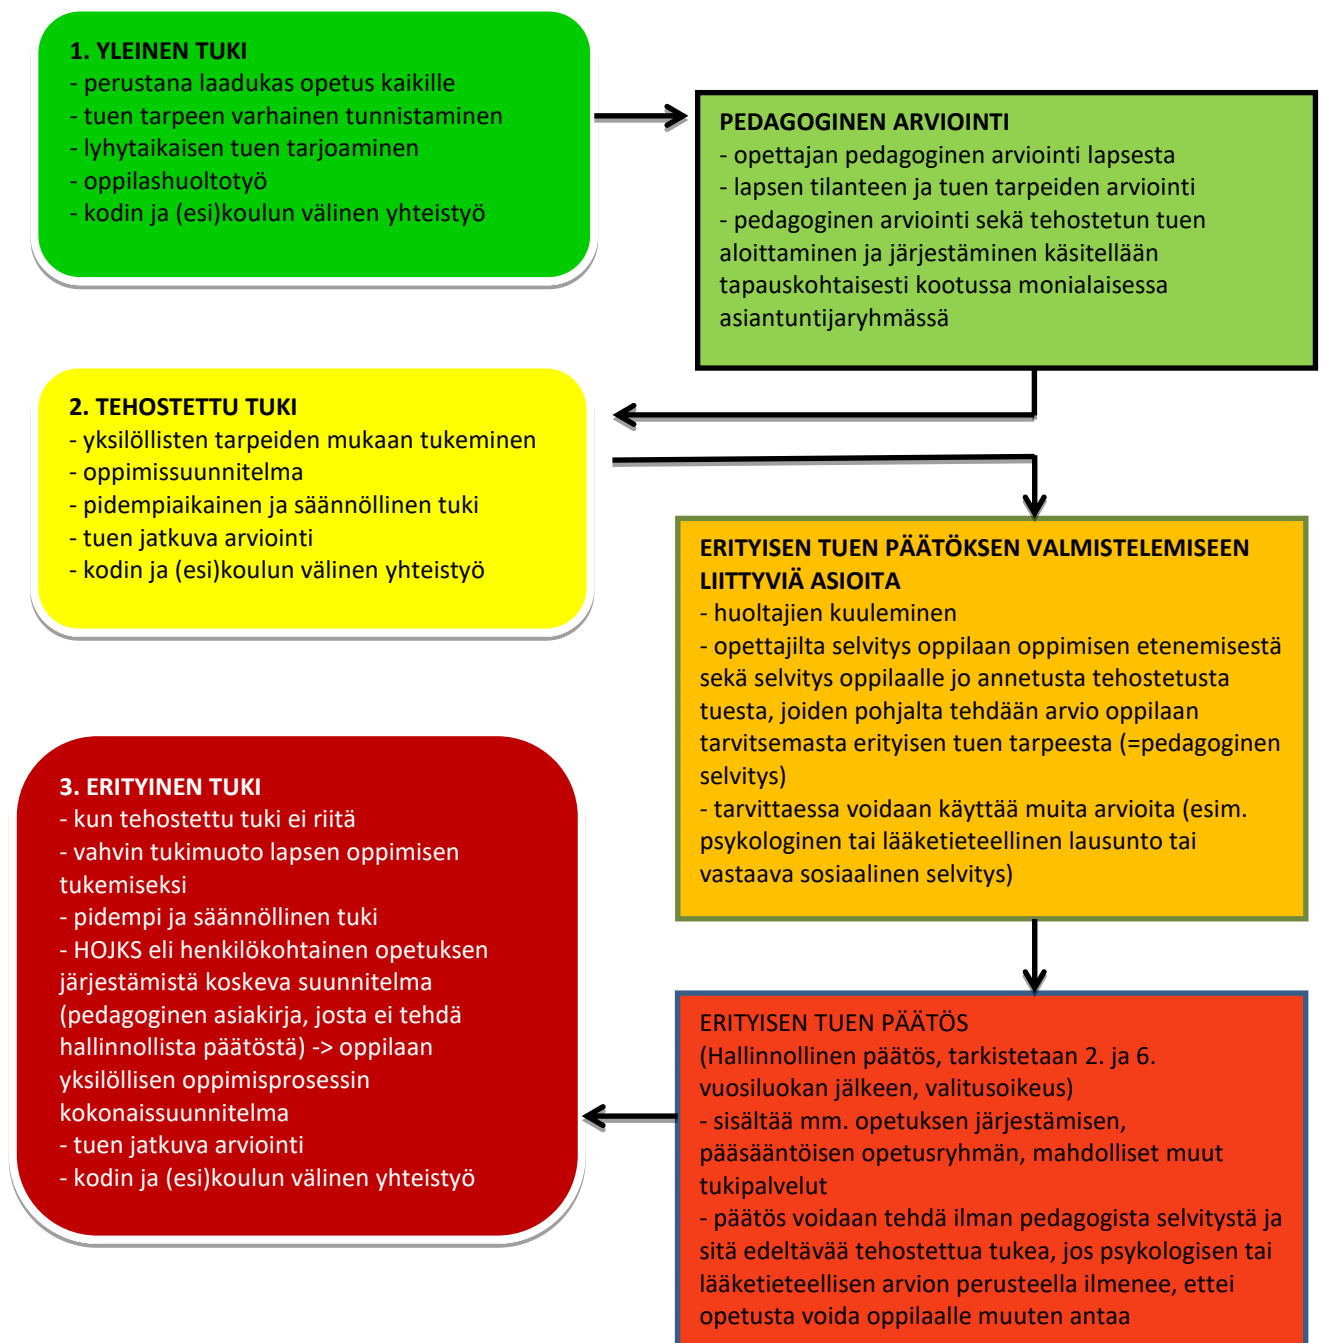 1. YLEINEN TUKI
- perustana laadukas opetus kaikille
- tuen tarpeen varhainen tunnistaminen
- lyhytaikaisen tuen tarjoaminen
- oppilashuoltotyö
- kodin ja (esi)koulun välinen yhteistyö
PEDAGOGINEN ARVIOINTI
- opettajan pedagoginen arviointi lapsesta
- lapsen tilanteen ja tuen tarpeiden arviointi
- pedagoginen arviointi sekä tehostetun tuen
aloittaminen ja järjestäminen käsitellään
tapauskohtaisesti kootussa monialaisessa
asiantuntijaryhmässä
2. TEHOSTETTU TUKI
- yksilöllisten tarpeiden mukaan tukeminen
- oppimissuunnitelma
- pidempiaikainen ja säännöllinen tuki
- tuen jatkuva arviointi
- kodin ja (esi)koulun välinen yhteistyö
ERITYISEN TUEN PÄÄTÖKSEN VALMISTELEMISEEN
LIITTYVIÄ ASIOITA
- huoltajien kuuleminen
- opettajilta selvitys oppilaan oppimisen etenemisestä
sekä selvitys oppilaalle jo annetusta tehostetusta
tuesta, joiden pohjalta tehdään arvio oppilaan
tarvitsemasta erityisen tuen tarpeesta (=pedagoginen
selvitys)
- tarvittaessa voidaan käyttää muita arvioita (esim.
psykologinen tai lääketieteellinen lausunto tai
vastaava sosiaalinen selvitys)
3. ERITYINEN TUKI
- kun tehostettu tuki ei riitä
- vahvin tukimuoto lapsen oppimisen
tukemiseksi
- pidempi ja säännöllinen tuki
- HOJKS eli henkilökohtainen opetuksen
järjestämistä koskeva suunnitelma
(pedagoginen asiakirja, josta ei tehdä
hallinnollista päätöstä) -> oppilaan
yksilöllisen oppimisprosessin
kokonaissuunnitelma
- tuen jatkuva arviointi
- kodin ja (esi)koulun välinen yhteistyö
ERITYISEN TUEN PÄÄTÖS
(Hallinnollinen päätös, tarkistetaan 2. ja 6.
vuosiluokan jälkeen, valitusoikeus)
- sisältää mm. opetuksen järjestämisen,
pääsääntöisen opetusryhmän, mahdolliset muut
tukipalvelut
- päätös voidaan tehdä ilman pedagogista selvitystä ja
sitä edeltävää tehostettua tukea, jos psykologisen tai
lääketieteellisen arvion perusteella ilmenee, ettei
opetusta voida oppilaalle muuten antaa